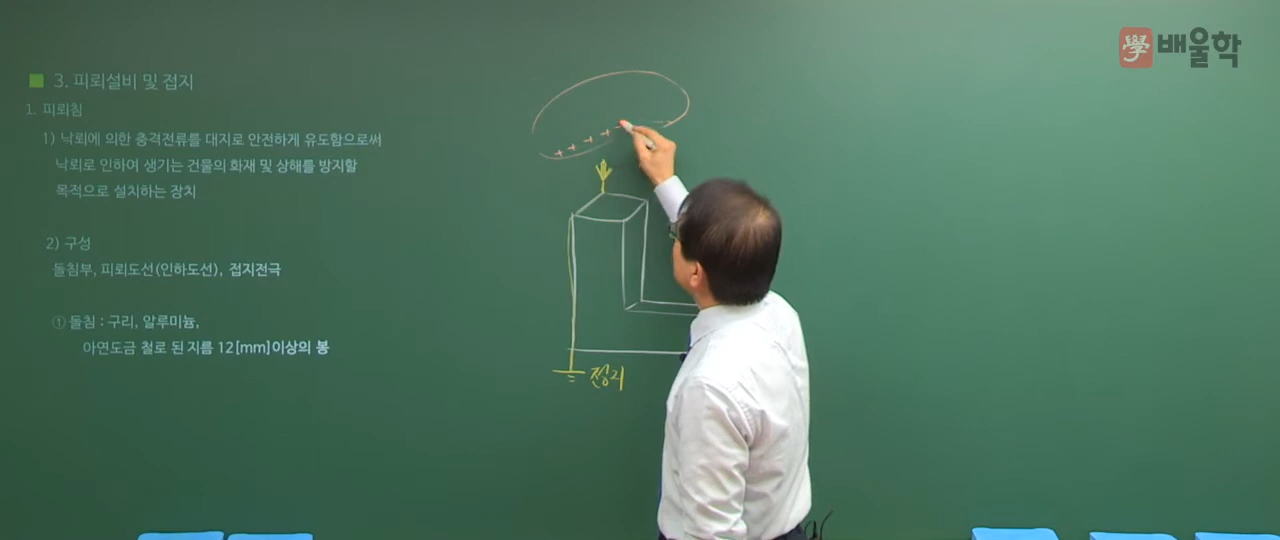 學 배울학
■ 3. 피뢰설비 및 접지
1. 피뢰침
1) 낙뢰에 의한 충격전류를 대지로 안전하게 유도함으로써
낙뢰로 인하여 생기는 건물의 화재 및 상해를 방지할
목적으로 설치하는 장치
2) 구성
돌침부, 피뢰도선(인하도선), 접지전극
① 돌침 : 구리, 알루미늄,
아연도금 철로 된 지름 12[mm]이상의 봉
+ + + +
접지